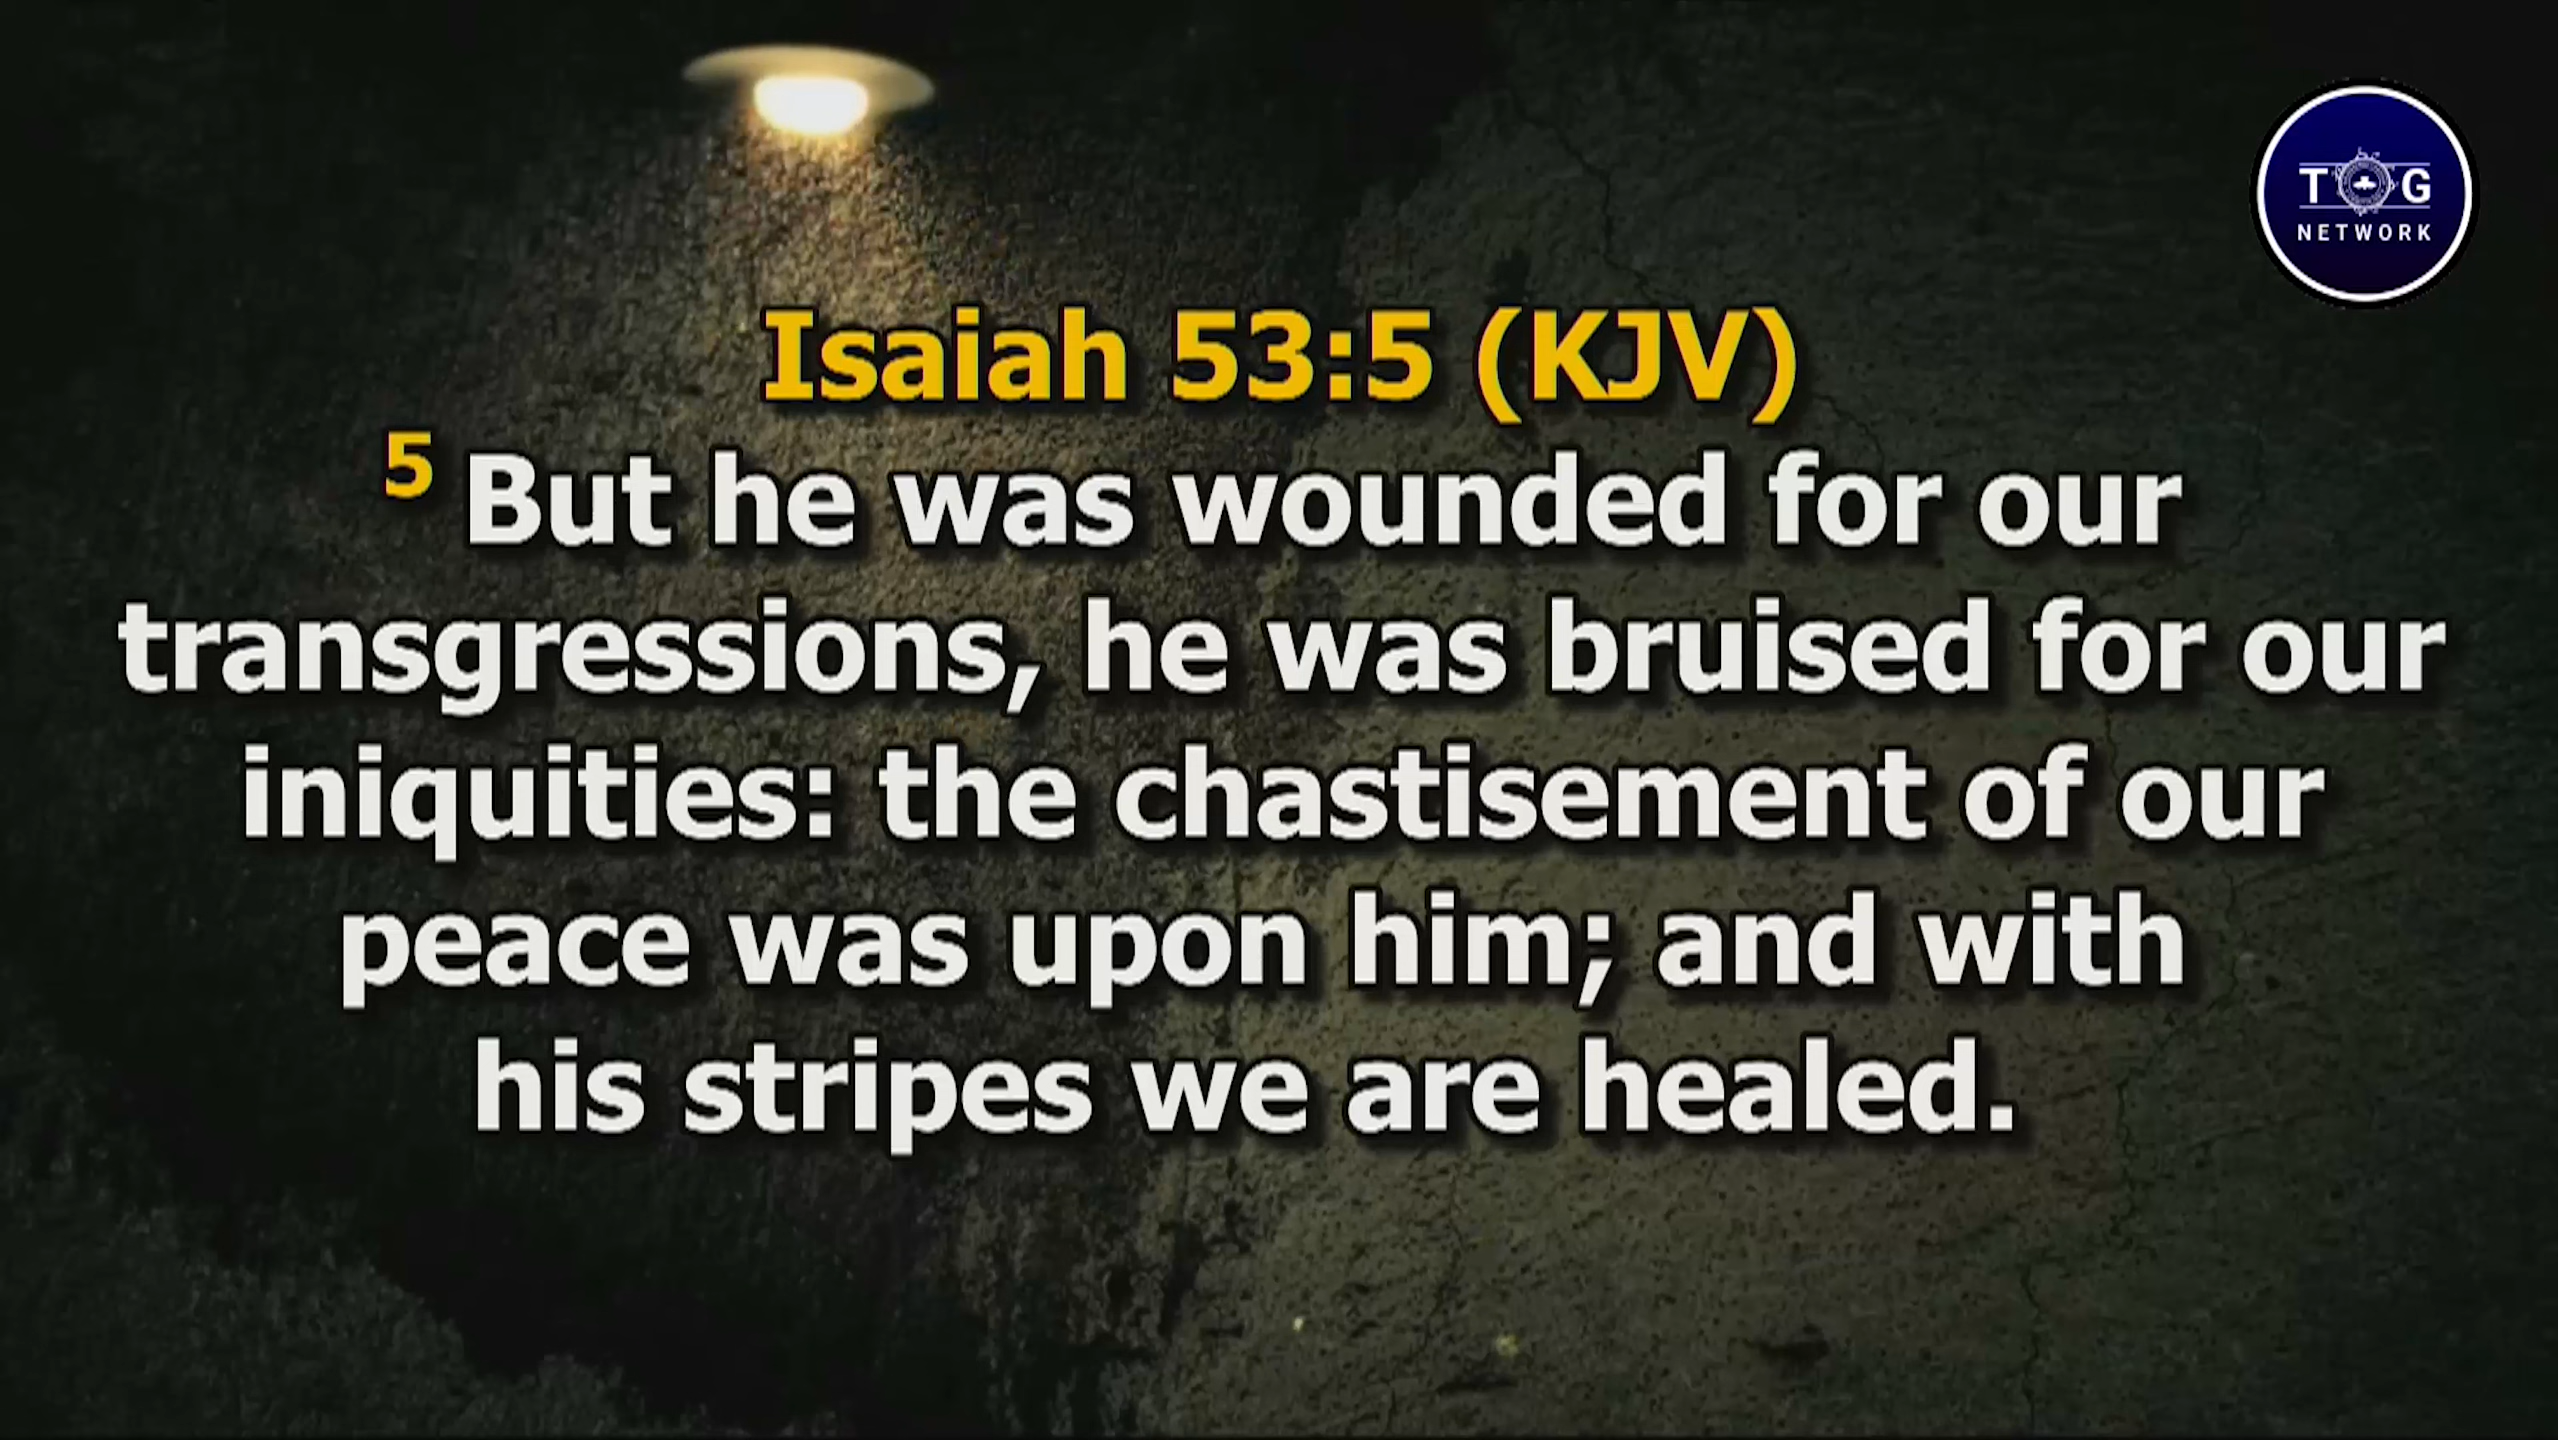 T G
NETWORK
Isaiah 53:5 (KJV)
5 But he was wounded for our
transgressions, he was bruised for our
iniquities: the chastisement of our
peace was upon him; and with
his stripes we are healed.